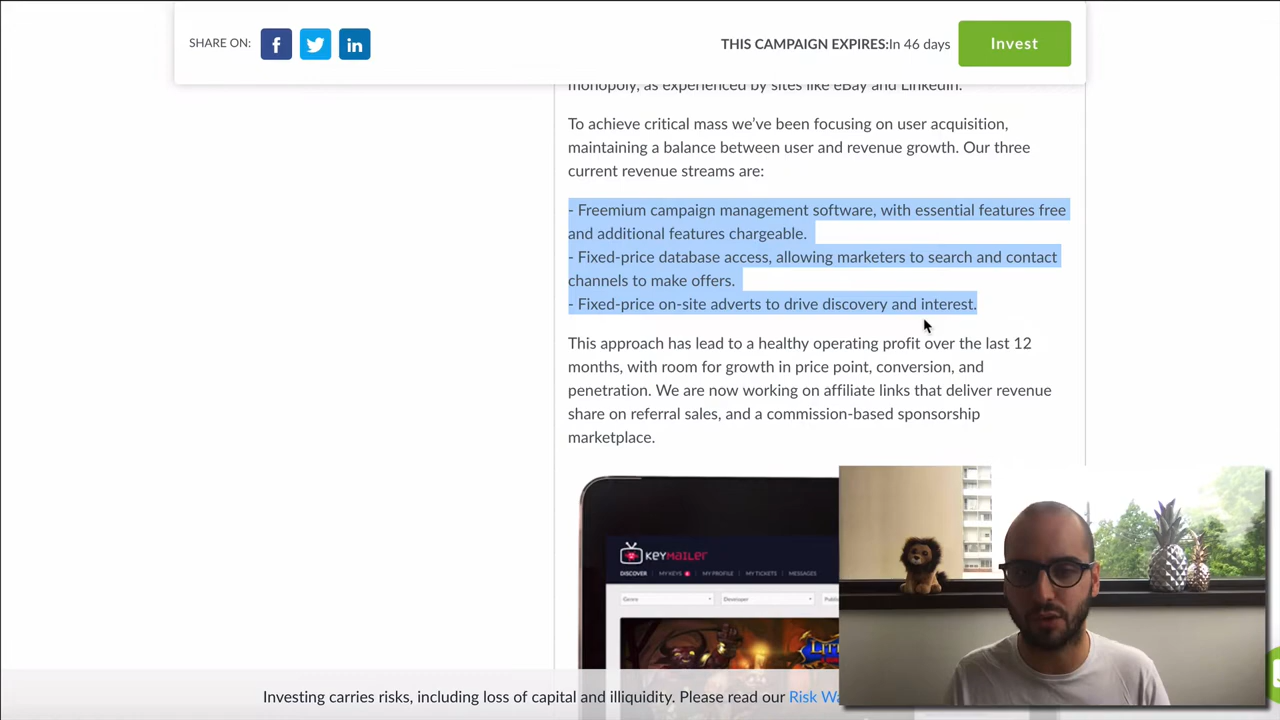 SHARE ON:
THIS CAMPAIGN EXPIRES:In 46 days
Invest
monopoly, as experienced by sites like eBay and LinkedIn.
To achieve critical mass we've been focusing on user acquisition,
maintaining a balance between user and revenue growth. Our three
current revenue streams are:
- Freemium campaign management software, with essential features free
and additional features chargeable.
- Fixed-price database access, allowing marketers to search and contact
channels to make offers.
- Fixed-price on-site adverts to drive discovery and interest.
This approach has lead to a healthy operating profit over the last 12
months, with room for growth in price point, conversion, and
penetration. We are now working on affiliate links that deliver revenue
share on referral sales, and a commission-based sponsorship
marketplace.
KEYMAILER
DISCOVER MY KEYS MY PROFILE MY TICKETS MESSAGES
Genre Developer
Investing carries risks, including loss of capital and illiquidity. Please read our Risk